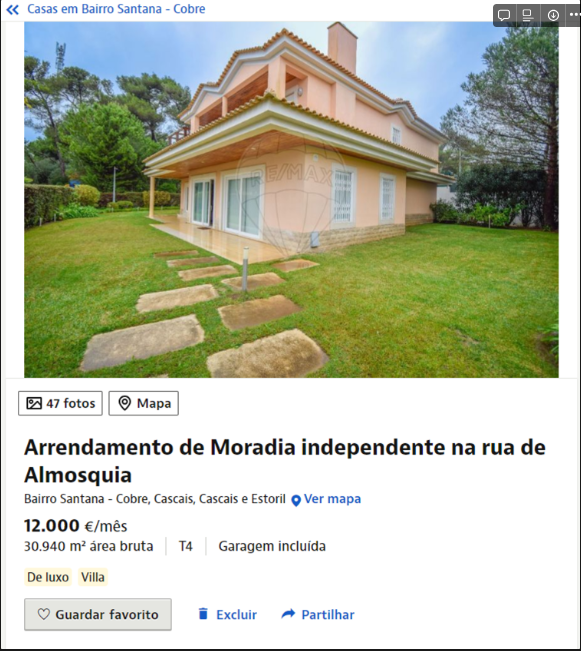 Casas em Bairro Santana - Cobre
RE/MAX
47 fotos
Mapa
Arrendamento de Moradia independente na rua de
Almosquia
Bairro Santana - Cobre, Cascais, Cascais e Estoril Ver mapa
12.000 €/mês
30.940 m² área bruta T4 Garagem incluída
De luxo Villa
Guardar favorito Excluir Partilhar